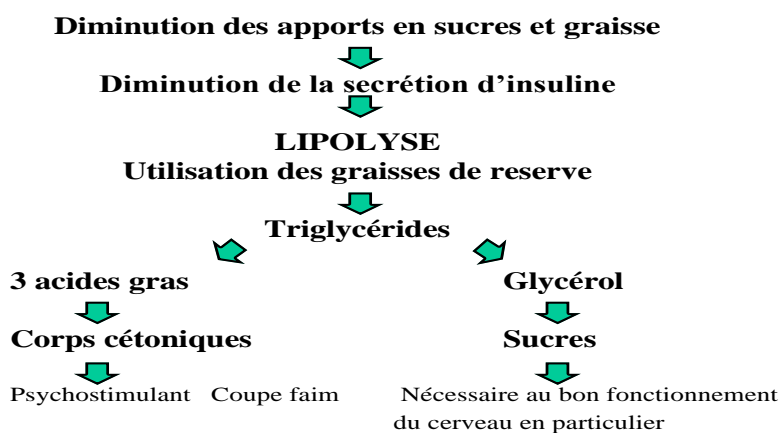 Diminution des apports en sucres et graisse
Diminution de la secrétion d’insuline
LIPOLYSE
Utilisation des graisses de reserve
Triglycérides
3 acides gras
Glycérol
Corps cétoniques
Sucres
Psychostimulant Coupe faim
Nécessaire au bon fonctionnement
du cerveau en particulier